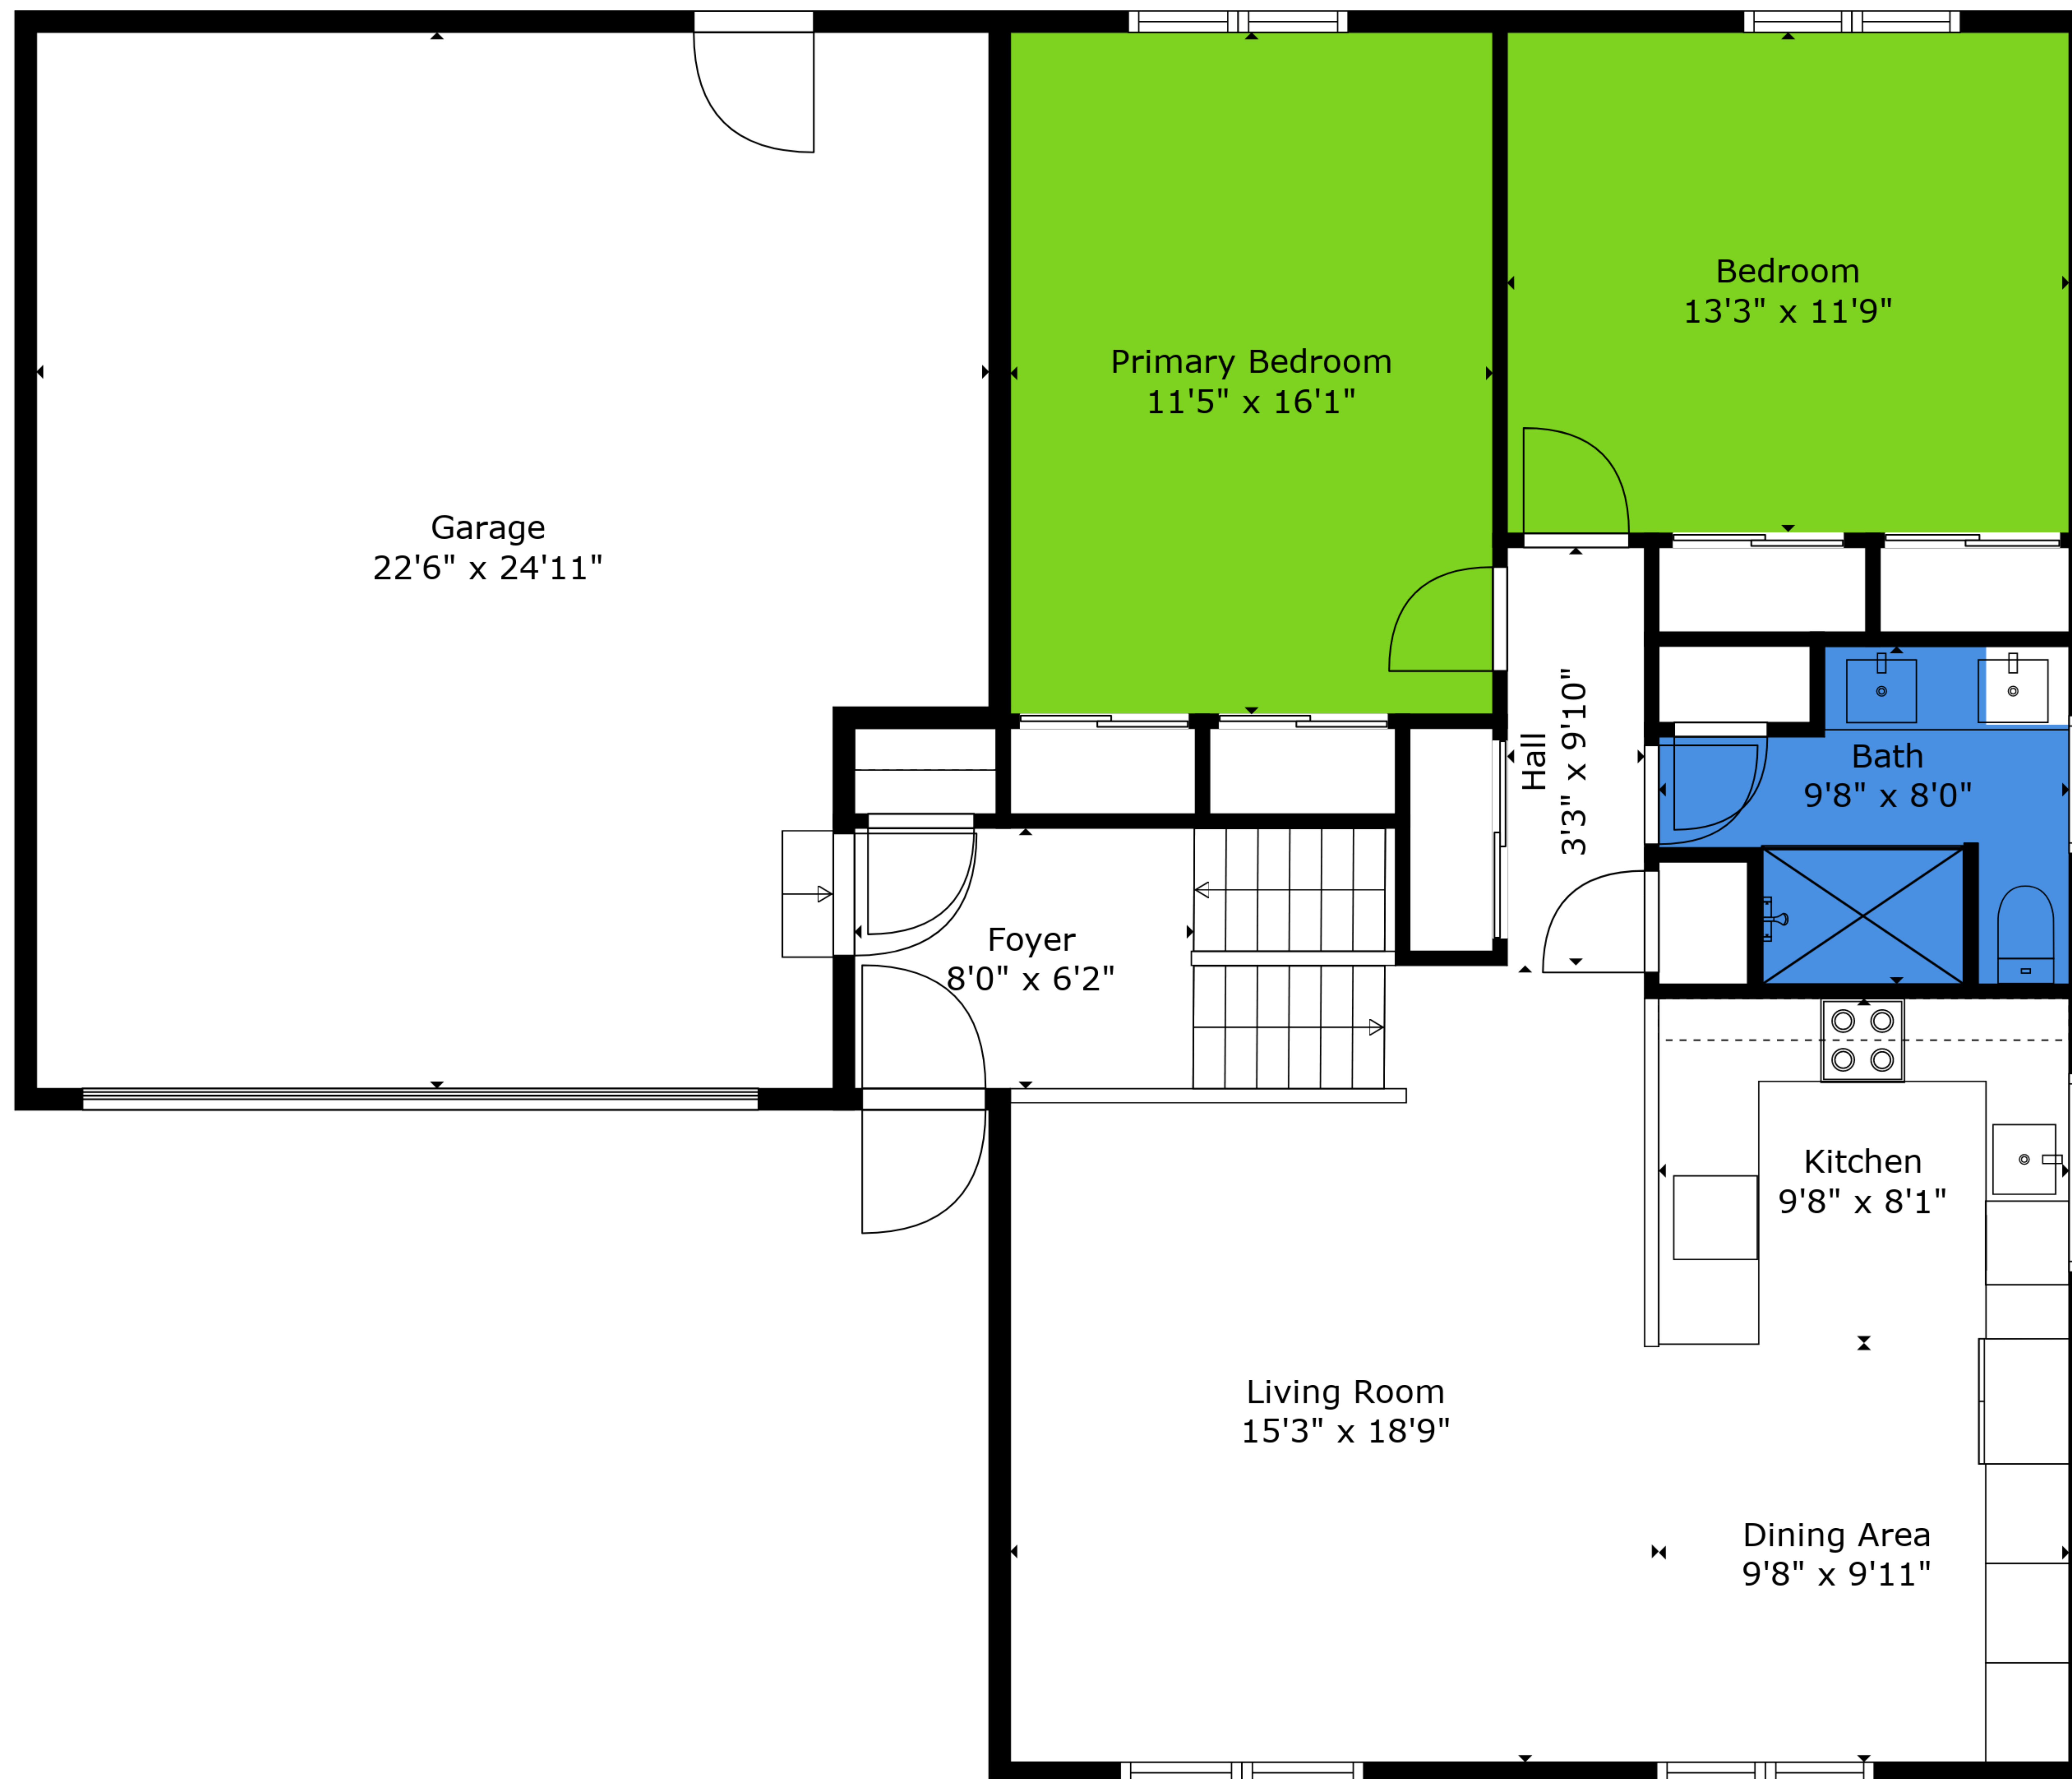 Bedroom
13'3" x 11'9"
Primary Bedroom
11'5" x 16'1"
Garage
22'6" x 24'11"
Hall
3'3" x 9'10"
Bath
9'8" x 8'0"
Foyer
8'0" x 6'2"
Kitchen
9'8" x 8'1"
Living Room
15'3" x 18'9"
Dining Area
9'8" x 9'11"